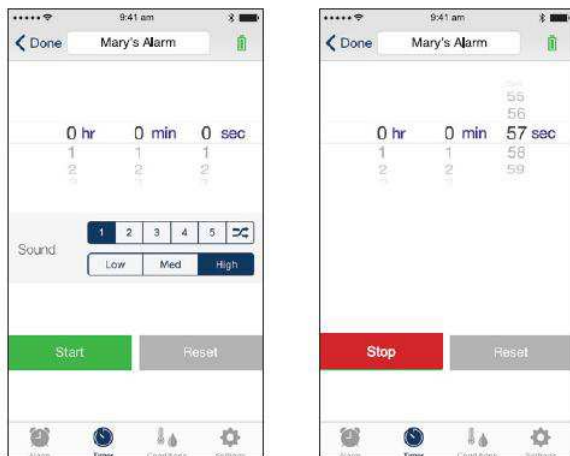 9:41 am
Done Mary's Alarm
0 hr 0 min 0 sec
1 1 1
2 2 2
Sound
1 2 3 4 5
Low Med High
Start Reset
Timer
9:41 am
Done Mary's Alarm
55
56
0 hr 0 min 57 sec
1 1 58
2 2 59
Stop Reset
Timer